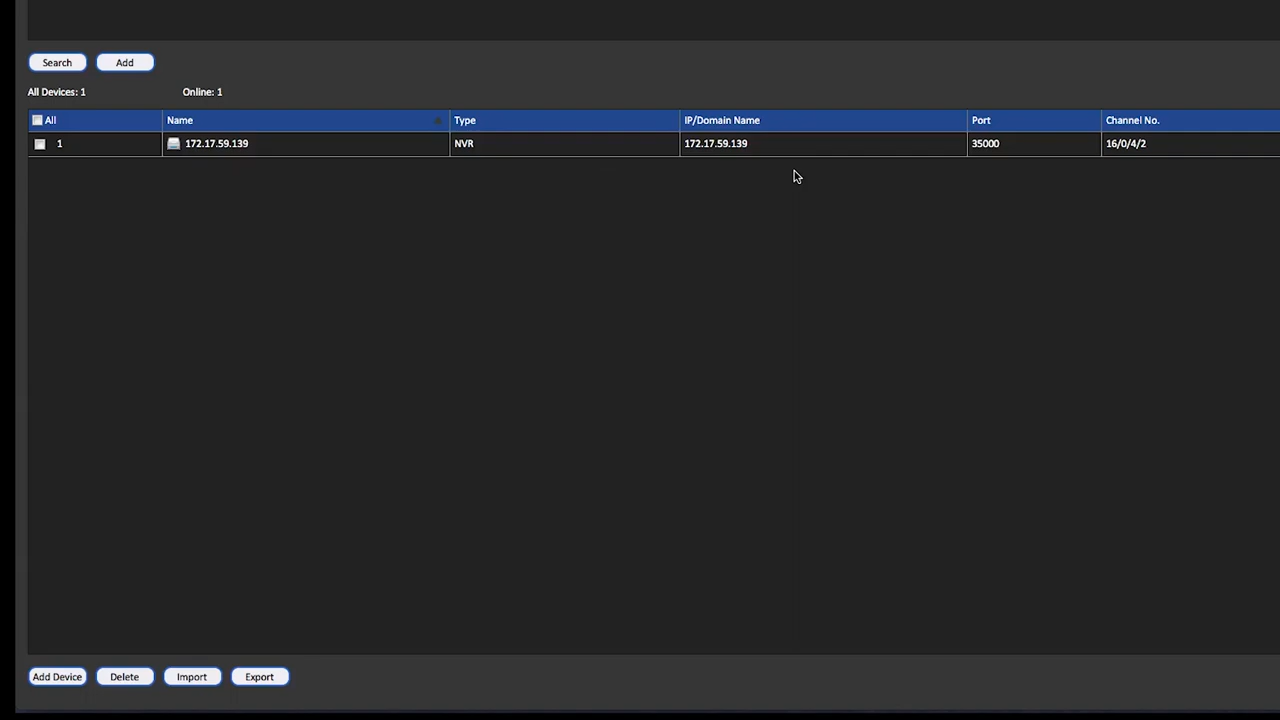 Search Add
All Devices: 1 Online: 1
All Name Type IP/Domain Name Port Channel No.
1 172.17.59.139 NVR 172.17.59.139 35000 16/0/4/2
Add Device Delete Import Export